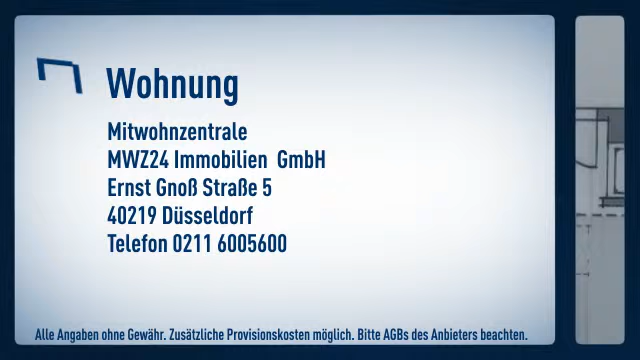 Wohnung
Mitwohnzentrale
MWZ24 Immobilien GmbH
Ernst Gnoß Straße 5
40219 Düsseldorf
Telefon 0211 6005600
Alle Angaben ohne Gewähr. Zusätzliche Provisionskosten möglich. Bitte AGBs des Anbieters beachten.